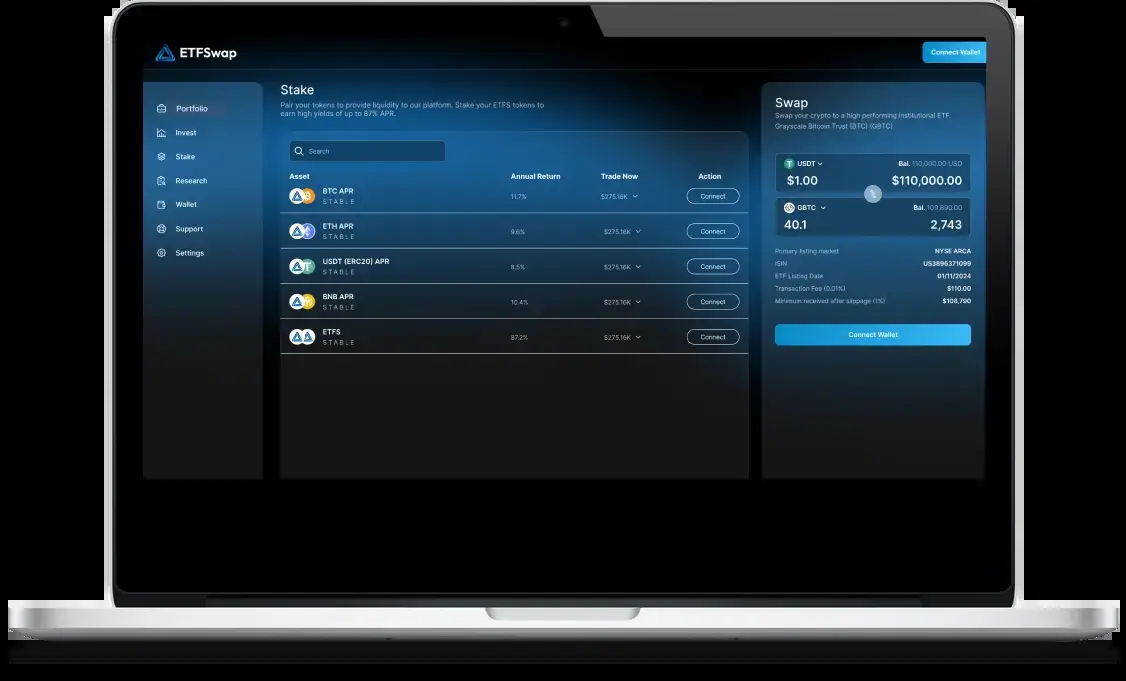 ETFSwap
Connect Wallet
Portfolio
Invest
Stake
Research
Wallet
Support
Settings
Stake
Pair your tokens to provide liquidity to our platform. Stake your ETFS tokens to
earn high yields of up to 87% APR.
Search
Asset Annual Return Trade Now Action
BTC APR
STABLE
11.7% $275.16K Connect
ETH APR
STABLE
9.6% $275.16K Connect
USDT (ERC20) APR
STABLE
8.5% $275.16K Connect
BNB APR
STABLE
10.4% $275.16K Connect
ETFS
STABLE
87.2% $275.16K Connect
Swap
Swap your crypto to a high performing institutional ETF.
Grayscale Bitcoin Trust (BTC) (GBTC)
USDT Bal. 110,000.00 USD
$1.00 $110,000.00
GBTC Bal. 109,890.00
40.1 2,743
Primary listing market NYSE ARCA
ISIN US3896371099
ETF Listing Date 01/11/2024
Transaction Fee (0.01%) $110.00
Minimum received after slippage (1%) $108,790
Connect Wallet